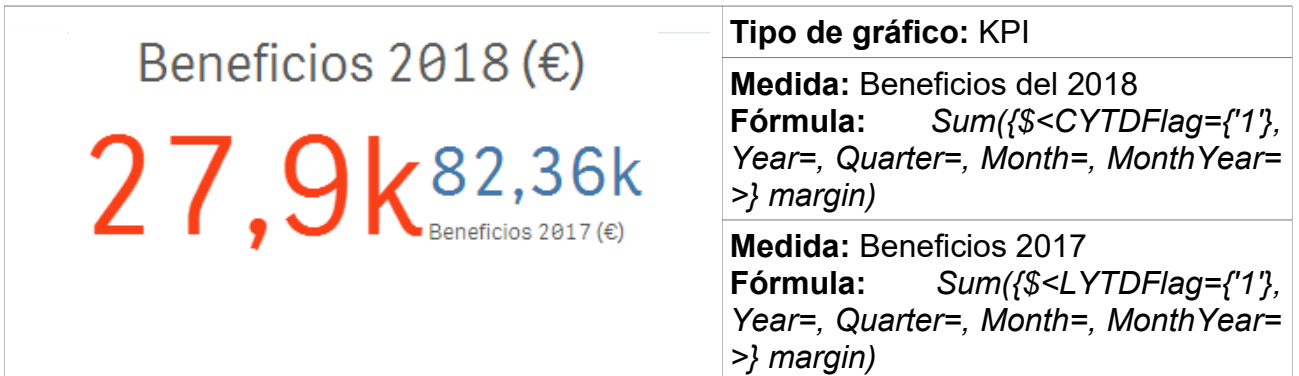 Beneficios 2018 (€)
27,9k
82,36k
Beneficios 2017 (€)
Tipo de gráfico: KPI
Medida: Beneficios del 2018
Fórmula: Sum({$<CYTDFlag={'1'},
Year=, Quarter=, Month=, MonthYear=
>} margin)
Medida: Beneficios 2017
Fórmula: Sum({$<LYTDFlag={'1'},
Year=, Quarter=, Month=, MonthYear=
>} margin)